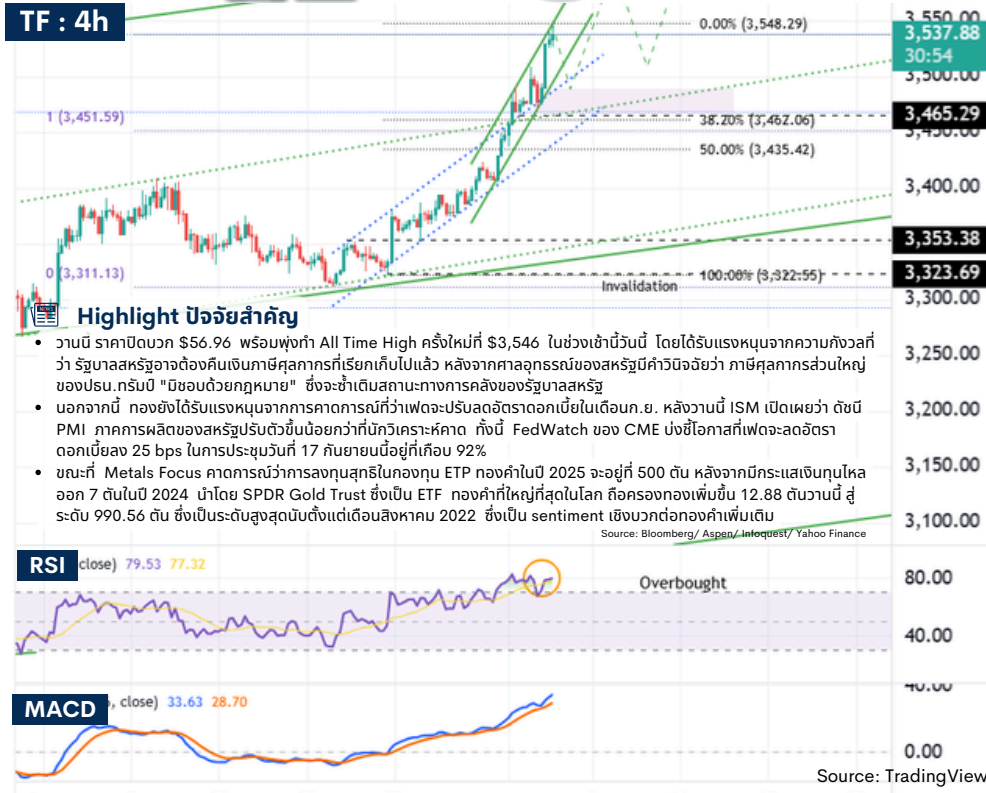 TF : 4h
3,550.00
0.00% (3,548.29)
3,537.88
30:54
3,500.00
3,465.29
1 (3,451.59)
38.20% (3,462.06)
3,450.00
50.00% (3,435.42)
3,400.00
3,353.38
0 (3,311.13)
100.00% (3,322.55)
3,323.69
Invalidation
3,300.00
Highlight ปัจจัยสำคัญ
• วานนี้ ราคาปิดบวก $56.96 พร้อมพุ่งทำ All Time High ครั้งใหม่ที่ $3,546 ในช่วงเช้านี้วันนี้ โดยได้รับแรงหนุนจากความกังวลที่
ว่า รัฐบาลสหรัฐอาจต้องคืนเงินภาษีศุลกากรที่เรียกเก็บไปแล้ว หลังจากศาลอุทธรณ์ของสหรัฐมีคำวินิจฉัยว่า ภาษีศุลกากรส่วนใหญ่
ของปธน.ทรัมป์ "มิชอบด้วยกฎหมาย" ซึ่งจะซ้ำเติมสถานะทางการคลังของรัฐบาลสหรัฐ
• นอกจากนี้ ทองยังได้รับแรงหนุนจากการคาดการณ์ที่ว่าเฟดจะปรับลดอัตราดอกเบี้ยในเดือนก.ย. หลังวานนี้ ISM เปิดเผยว่า ดัชนี
PMI ภาคการผลิตของสหรัฐปรับตัวขึ้นน้อยกว่าที่นักวิเคราะห์คาด ทั้งนี้ FedWatch ของ CME บ่งชี้โอกาสที่เฟดจะลดอัตรา
ดอกเบี้ยลง 25 bps ในการประชุมวันที่ 17 กันยายนนี้อยู่ที่เกือบ 92%
• ขณะที่ Metals Focus คาดการณ์ว่าการลงทุนสุทธิในกองทุน ETP ทองคำในปี 2025 จะอยู่ที่ 500 ตัน หลังจากมีกระแสเงินทุนไหล
ออก 7 ตันในปี 2024 นำโดย SPDR Gold Trust ซึ่งเป็น ETF ทองคำที่ใหญ่ที่สุดในโลก ถือครองทองเพิ่มขึ้น 12.88 ตันวานนี้ สู่
ระดับ 990.56 ตัน ซึ่งเป็นระดับสูงสุดนับตั้งแต่เดือนสิงหาคม 2022 ซึ่งเป็น sentiment เชิงบวกต่อทองคำเพิ่มเติม
Source: Bloomberg/ Aspen/ Infoquest/ Yahoo Finance
3,250.00
3,200.00
3,150.00
3,100.00
RSI
close) 79.53 77.32
Overbought
80.00
40.00
MACD
, close) 33.63 28.70
40.00
0.00
Source: TradingView